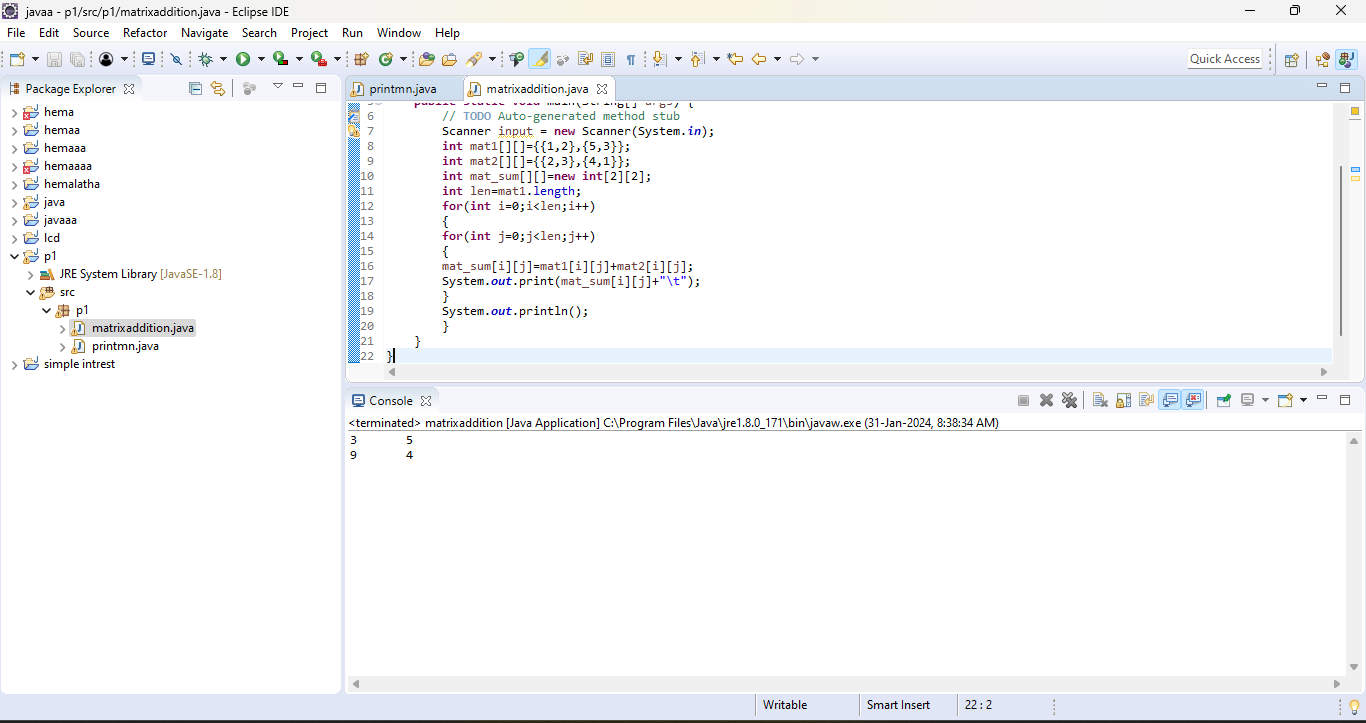 javaa - p1/src/p1/matrixaddition.java - Eclipse IDE
File Edit Source Refactor Navigate Search Project Run Window Help
Quick Access
Package Explorer
hema
hemaa
hemaaa
hemaaaa
hemalatha
java
javaaa
lcd
p1
JRE System Library [JavaSE-1.8]
src
p1
matrixaddition.java
printmn.java
simple intrest
printmn.java matrixaddition.java
public static void main(String[] args) {
6 // TODO Auto-generated method stub
7 Scanner input = new Scanner(System.in);
8 int mat1[][]={{1,2},{5,3}};
9 int mat2[][]={{2,3},{4,1}};
10 int mat_sum[][]=new int[2][2];
11 int len=mat1.length;
12 for(int i=0;i<len;i++)
13 {
14 for(int j=0;j<len;j++)
15 {
16 mat_sum[i][j]=mat1[i][j]+mat2[i][j];
17 System.out.print(mat_sum[i][j]+"\t");
18 }
19 System.out.println();
20 }
21 }
22 }
Console
<terminated> matrixaddition [Java Application] C:\Program Files\Java\jre1.8.0_171\bin\javaw.exe (31-Jan-2024, 8:38:34 AM)
3 5
9 4
Writable Smart Insert 22 : 2